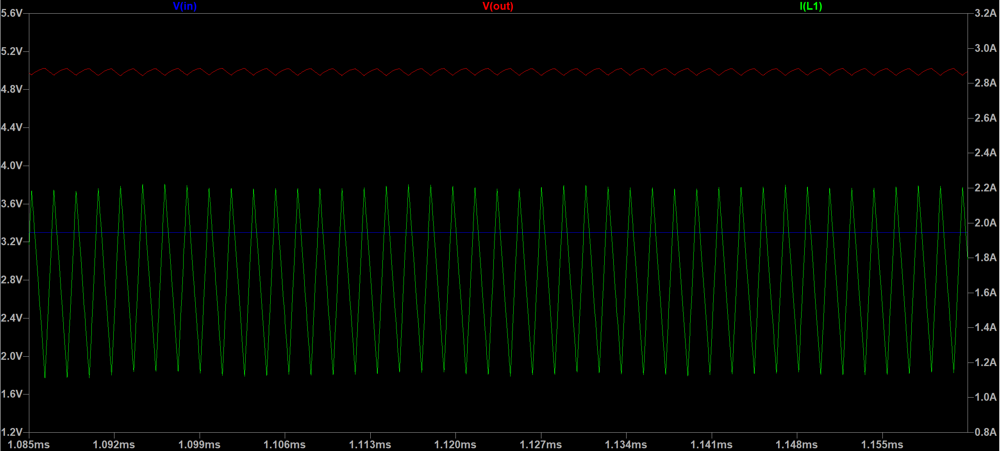 V(in) V(out) I(L1)
5.6V 3.2A
5.2V 3.0A
4.8V 2.8A
4.4V 2.6A
4.0V 2.4A
3.6V 2.2A
3.2V 2.0A
2.8V 1.8A
2.4V 1.6A
2.0V 1.4A
1.6V 1.2A
1.2V 1.0A
0.8A
1.085ms 1.092ms 1.099ms 1.106ms 1.113ms 1.120ms 1.127ms 1.134ms 1.141ms 1.148ms 1.155ms